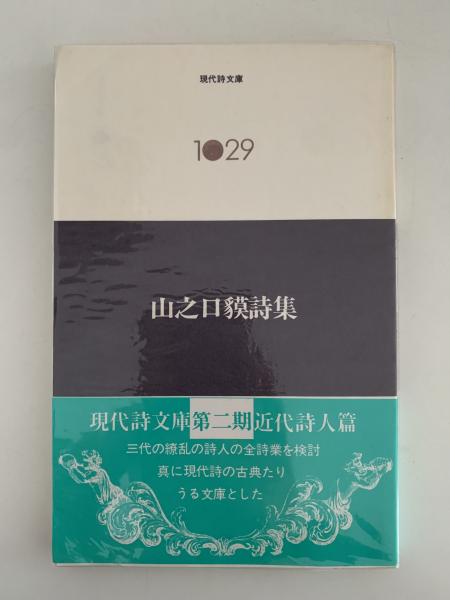 現代詩文庫
1●29
山之口貘詩集
現代詩文庫第二期近代詩人篇
三代の繚乱の詩人の全詩業を検討
真に現代詩の古典たり
うる文庫とした